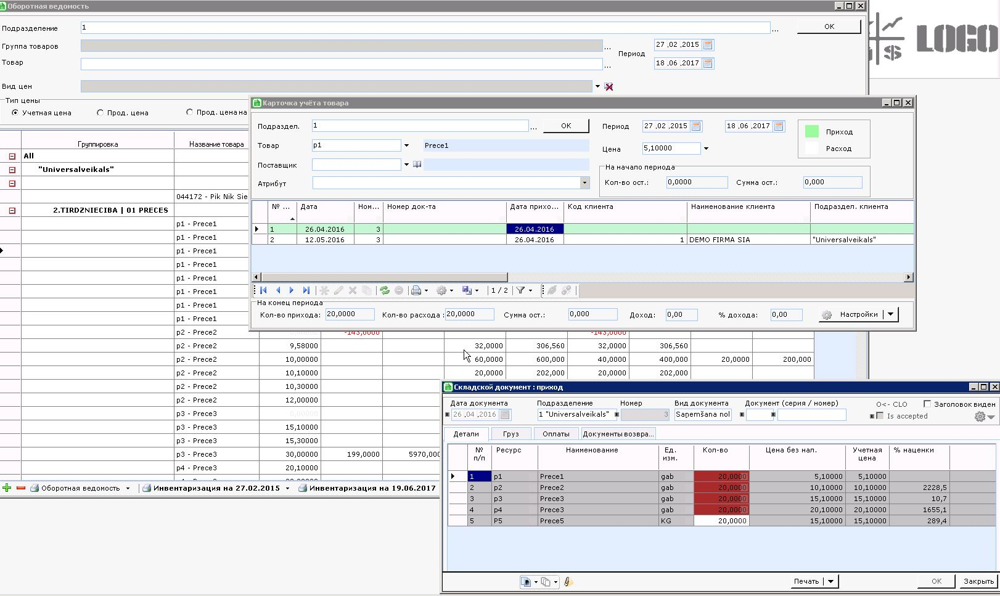 Оборотная ведомость
Подразделение 1 ... OK
Группа товаров ... Период 27 .02 .2015
Товар ... 18 .06 .2017
Вид цен
Тип цены
Учетная цена Прод. цена Прод. цена на
LOGO
Группировка Название товара
All
"Universalveikals"
044172 - Pik Nik Sie
2.TIRDZNIECIBA | 01 PRECES
p1 - Prece1
p1 - Prece1
p1 - Prece1
p1 - Prece1
p1 - Prece1
p1 - Prece1
p1 - Prece1
p1 - Prece1
p2 - Prece2 0,00000 -143,0000 -143,0000
p2 - Prece2 9,58000 32,0000 306,560 32,0000 306,560
p2 - Prece2 10,00000 60,0000 600,000 40,0000 400,000 20,0000 200,000
p2 - Prece2 10,10000 20,0000 202,000 20,0000 202,000
p2 - Prece2 10,30000
p2 - Prece2 12,00000
p3 - Prece3 0,00000
p3 - Prece3 15,10000
p3 - Prece3 15,30000
p3 - Prece3 30,00000 199,0000 5970,000
p4 - Prece3 20,10000
Оборотная ведомость Инвентаризация на 27.02.2015 Инвентаризация на 19.06.2017
Карточка учёта товара
Подраздел. 1 ... OK Период 27 .02 .2015 18 .06 .2017 Приход
Товар p1 Prece1 Цена 5,10000 Расход
Поставщик
На начало периода
Атрибут Кол-во ост.: 0,0000 Сумма ост.: 0,000
№ ... Дата Ном... Номер док-та Дата прихо... Код клиента Наименование клиента Подраздел. клиента
1 26.04.2016 3 26.04.2016
2 12.05.2016 3 26.04.2016 1 DEMO FIRMA SIA "Universalveikals"
1 / 2
На конец периода
Кол-во прихода: 20,0000 Кол-во расхода : 20,0000 Сумма ост.: 0,000 Доход: 0,00 % дохода: 0,00 Настройки
Складской документ : приход
Дата документа Подразделение Номер Вид документа Документ (серия / номер) O<- CLO Заголовок виден
26 .04 .2016 1 "Universalveikals" 3 Saņemšana nol Is accepted
Детали Груз Оплаты Документы возвра...
№ п/п Ресурс Наименование Ед. изм. Кол-во Цена без нал. Учетная цена % наценки
1 p1 Prece1 gab 20,0000 5,10000 5,10000
2 p2 Prece2 gab 20,0000 10,10000 10,10000 2228,5
3 p3 Prece3 gab 20,0000 15,10000 15,10000 10,7
4 p4 Prece3 gab 20,0000 20,10000 20,10000 1655,1
5 P5 Prece5 KG 20,0000 15,10000 15,10000 289,4
Печать OK Закрыть